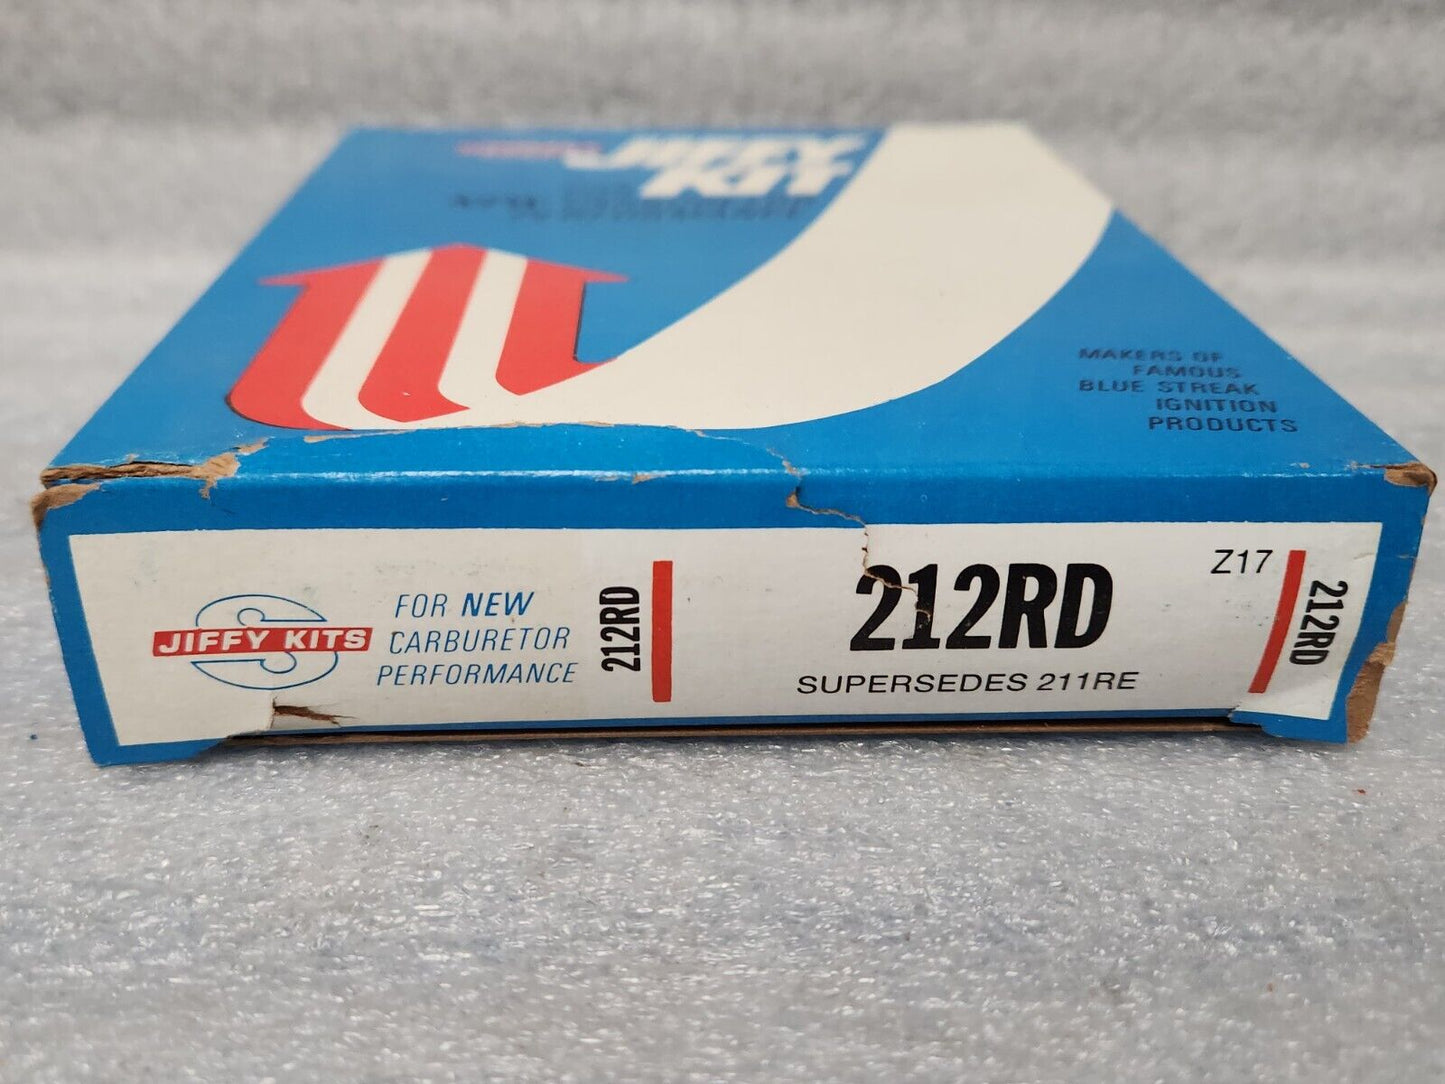 JIFFY
KIT
MAKERS OF
FAMOUS
BLUE STREAK
IGNITION
PRODUCTS
S
JIFFY KITS
FOR NEW
CARBURETOR
PERFORMANCE
212RD
212RD
SUPERSEDES 211RE
Z17
212RD